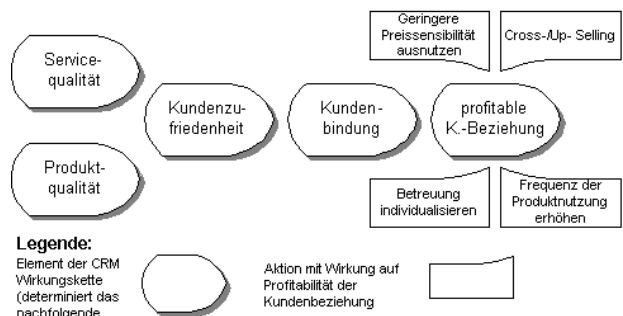 Geringere
Preissensibilität
ausnutzen
Cross-/Up- Selling
Service-
qualität
Kundenzu-
friedenheit
Kunden-
bindung
profitable
K.-Beziehung
Produkt-
qualität
Betreuung
individualisieren
Frequenz der
Produktnutzung
erhöhen
Legende:
Element der CRM
Wirkungskette
(determiniert das
nachfolgende
Aktion mit Wirkung auf
Profitabilität der
Kundenbeziehung